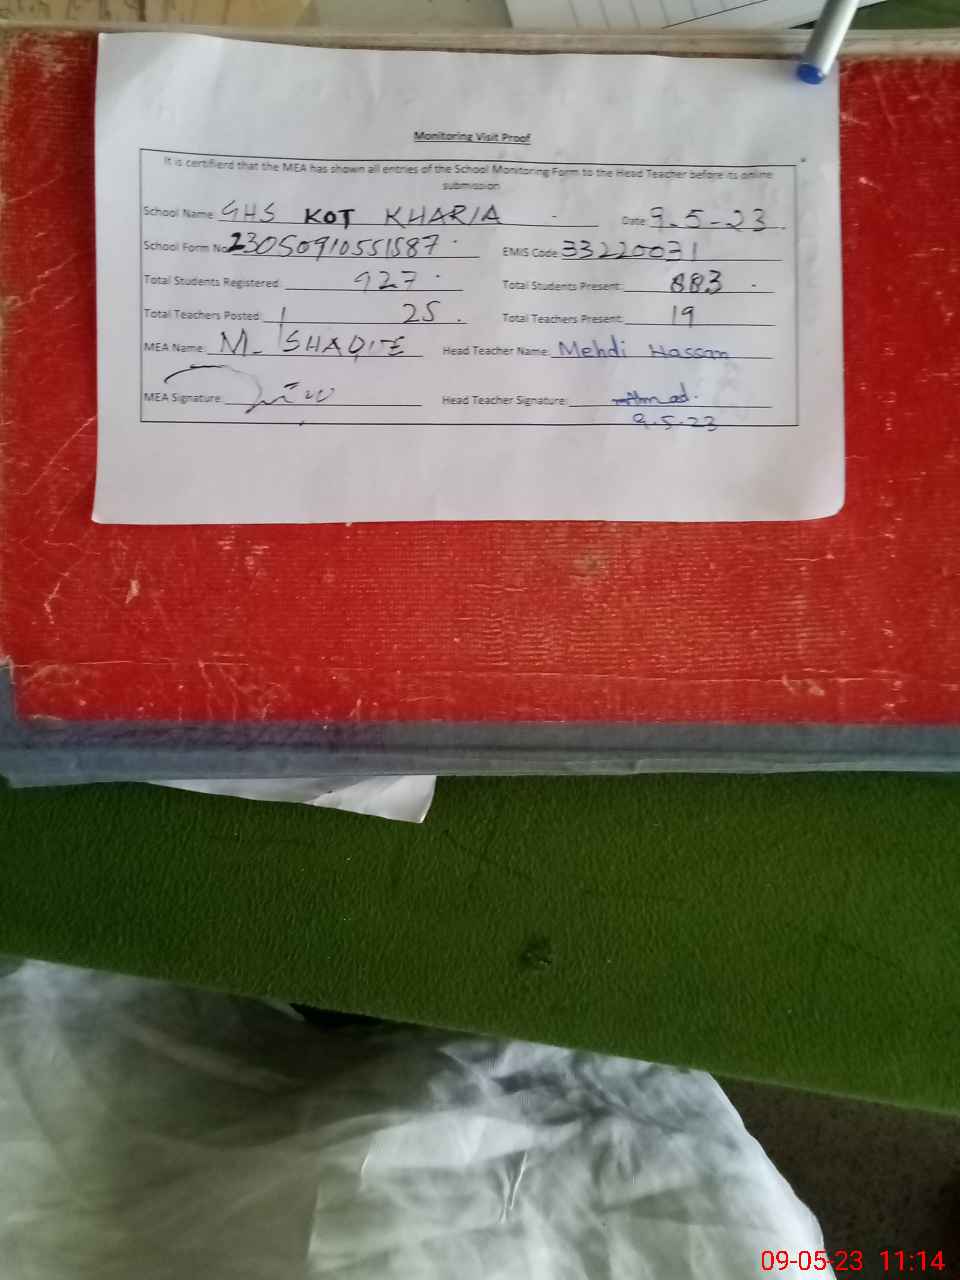 Monitoring Visit Proof
It is certifierd that the MEA has shown all entries of the School Monitoring Form to the Head Teacher before its online
submission
School Name GHS KOT KHARIA Date 9.5-23
School Form No 23050910551587 EMIS Code 33220031
Total Students Registered: 927 Total Students Present: 883
Total Teachers Posted: 25 Total Teachers Present: 19
MEA Name: M. SHAQUE Head Teacher Name: Mehdi Hassan
MEA Signature: Head Teacher Signature:
9.5.23
09-05-23 11:14